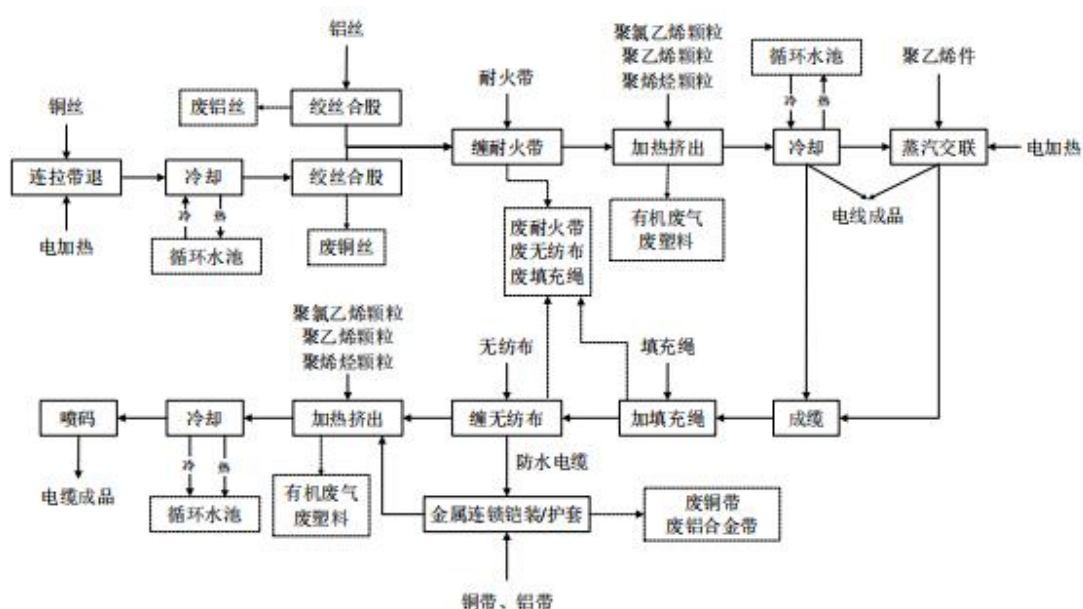 铝丝
聚氯乙烯颗粒
聚乙烯颗粒
聚烯烃颗粒
循环水池
聚乙烯件
耐火带
冷
热
铜丝
废铝丝
绞丝合股
缠耐火带
加热挤出
冷却
蒸汽交联
电加热
连拉带退
冷却
绞丝合股
冷
热
电加热
循环水池
废铜丝
废耐火带
废无纺布
废填充绳
有机废气
废塑料
电线成品
聚氯乙烯颗粒
聚乙烯颗粒
聚烯烃颗粒
无纺布
填充绳
喷码
冷却
加热挤出
缠无纺布
加填充绳
成缆
冷
热
防水电缆
电缆成品
循环水池
有机废气
废塑料
金属连锁铠装/护套
废铜带
废铝合金带
铜带、铝带